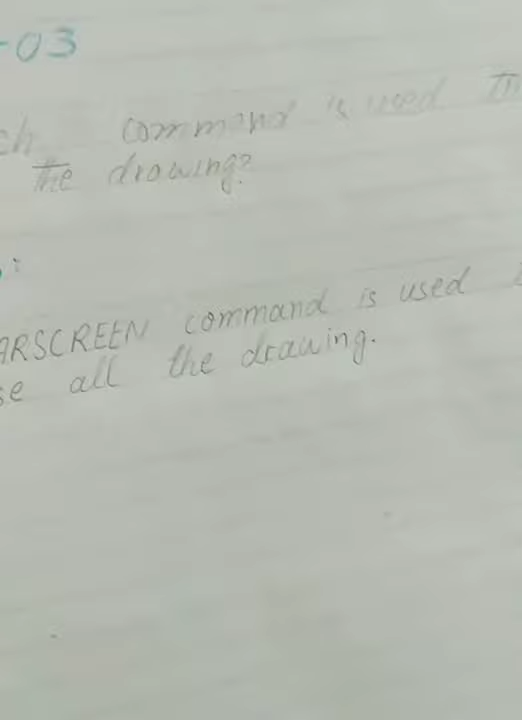 -03
ch command is used
the drawing?
:
ARSCREEN command is used
se all the drawing.